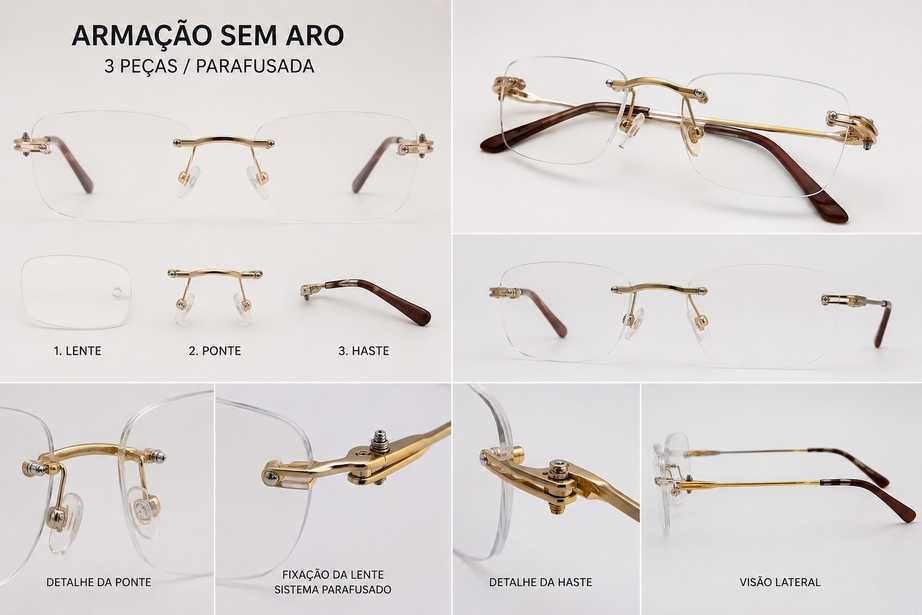 ARMAÇÃO SEM ARO
3 PEÇAS / PARAFUSADA
1. LENTE
2. PONTE
3. HASTE
DETALHE DA PONTE
FIXAÇÃO DA LENTE
SISTEMA PARAFUSADO
DETALHE DA HASTE
VISÃO LATERAL